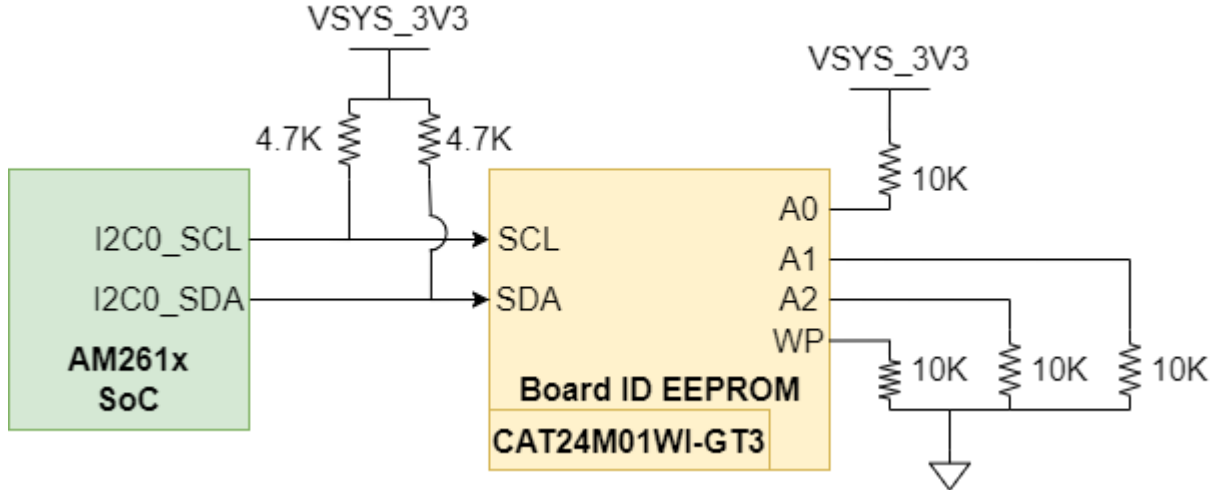 VSYS_3V3
VSYS_3V3
4.7K
4.7K
10K
I2C0_SCL
I2C0_SDA
AM261x
SoC
SCL
SDA
A0
A1
A2
WP
Board ID EEPROM
CAT24M01WI-GT3
10K
10K
10K